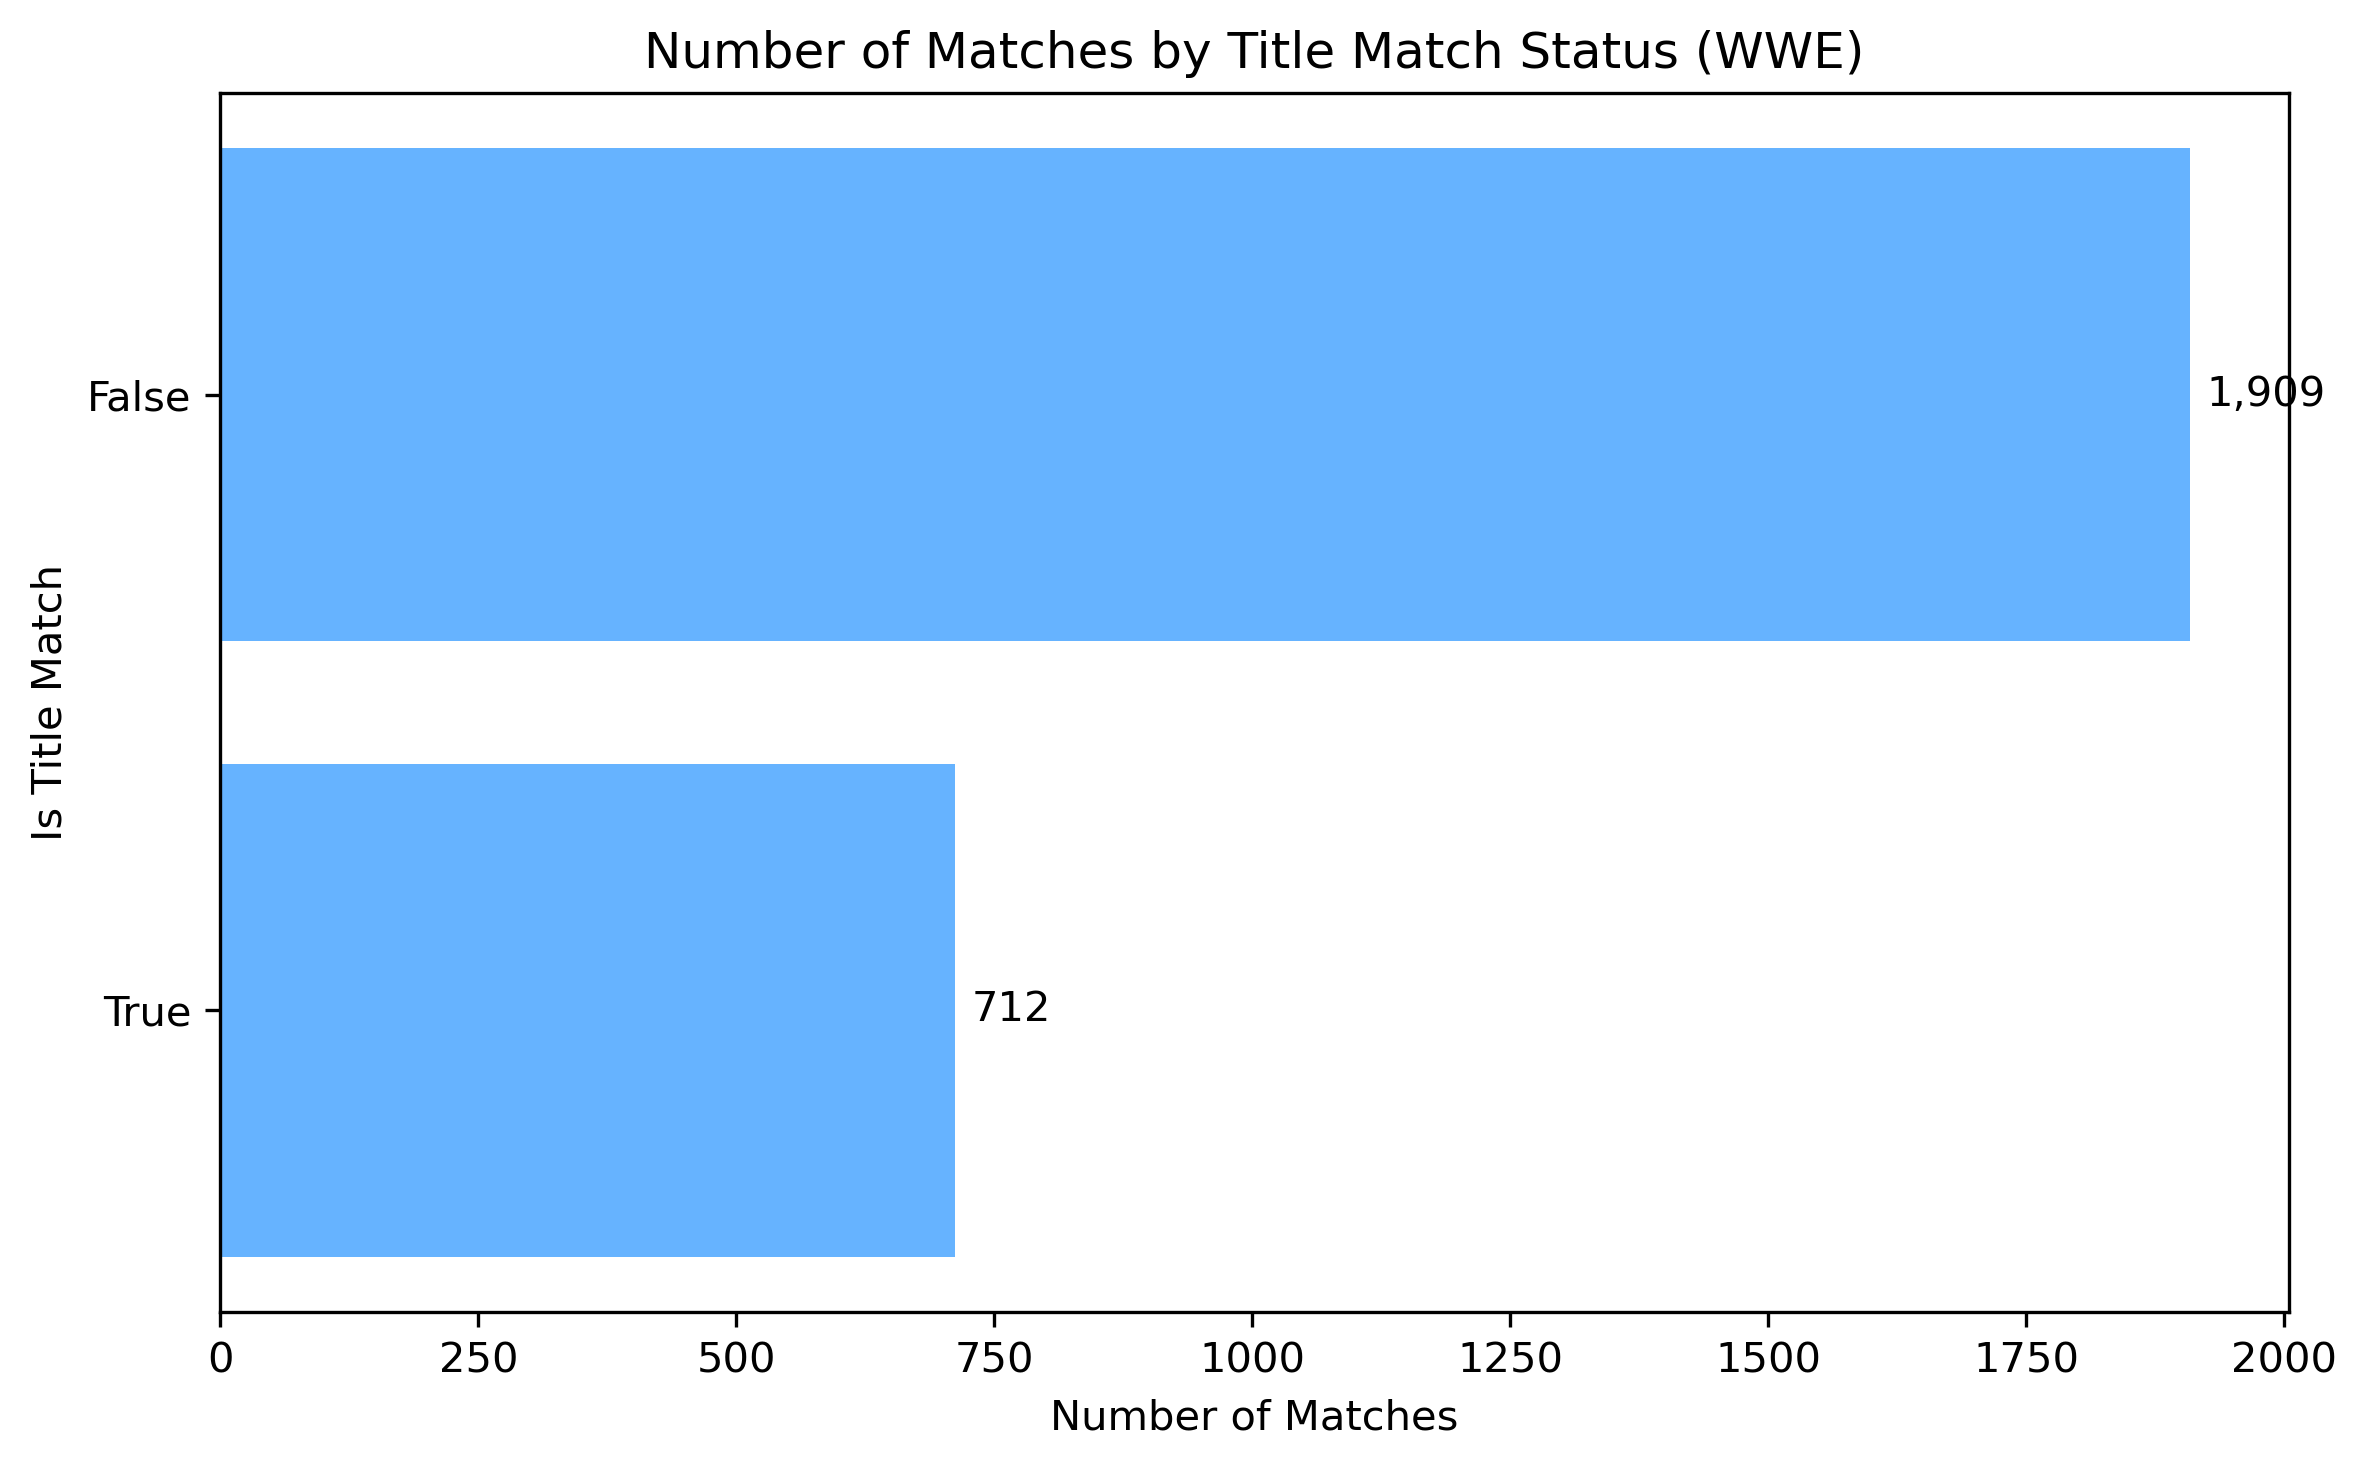 Number of Matches by Title Match Status (WWE)
Is Title Match
False
1,909
True
712
0 250 500 750 1000 1250 1500 1750 2000
Number of Matches